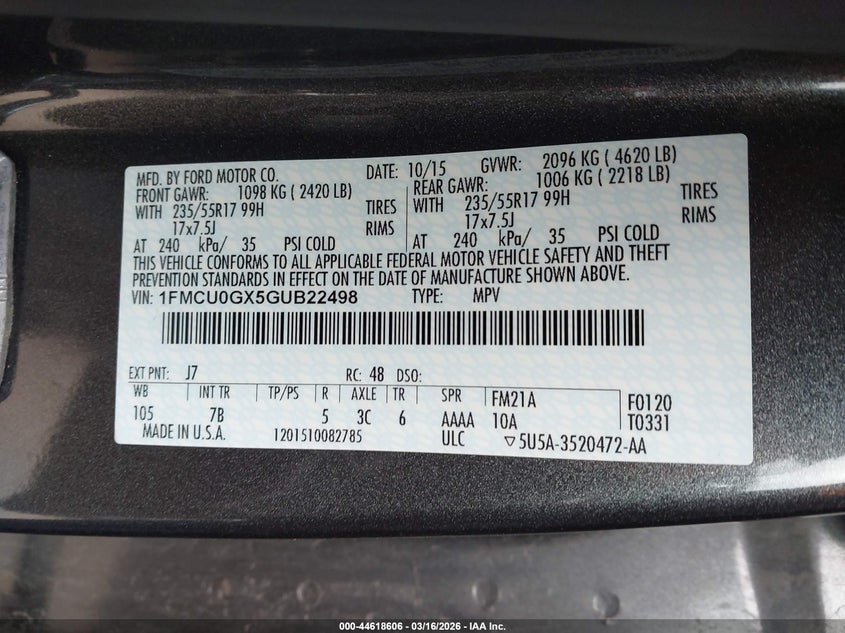 MFD. BY FORD MOTOR CO. DATE: 10/15 GVWR: 2096 KG ( 4620 LB)
FRONT GAWR: 1098 KG ( 2420 LB) REAR GAWR: 1006 KG ( 2218 LB)
WITH 235/55R17 99H TIRES WITH 235/55R17 99H TIRES
17x7.5J RIMS 17x7.5J RIMS
AT 240 kPa/ 35 PSI COLD AT 240 kPa/ 35 PSI COLD
THIS VEHICLE CONFORMS TO ALL APPLICABLE FEDERAL MOTOR VEHICLE SAFETY AND THEFT
PREVENTION STANDARDS IN EFFECT ON THE DATE OF MANUFACTURE SHOWN ABOVE.
VIN: 1FMCU0GX5GUB22498 TYPE: MPV
EXT PNT: J7 RC: 48 DSO:
WB INT TR TP/PS R AXLE TR SPR FM21A F0120
105 7B 5 3C 6 AAAA 10A T0331
MADE IN U.S.A. 1201510082785 ULC ▽5U5A-3520472-AA
000-44618606 - 03/16/2026 - IAA Inc.